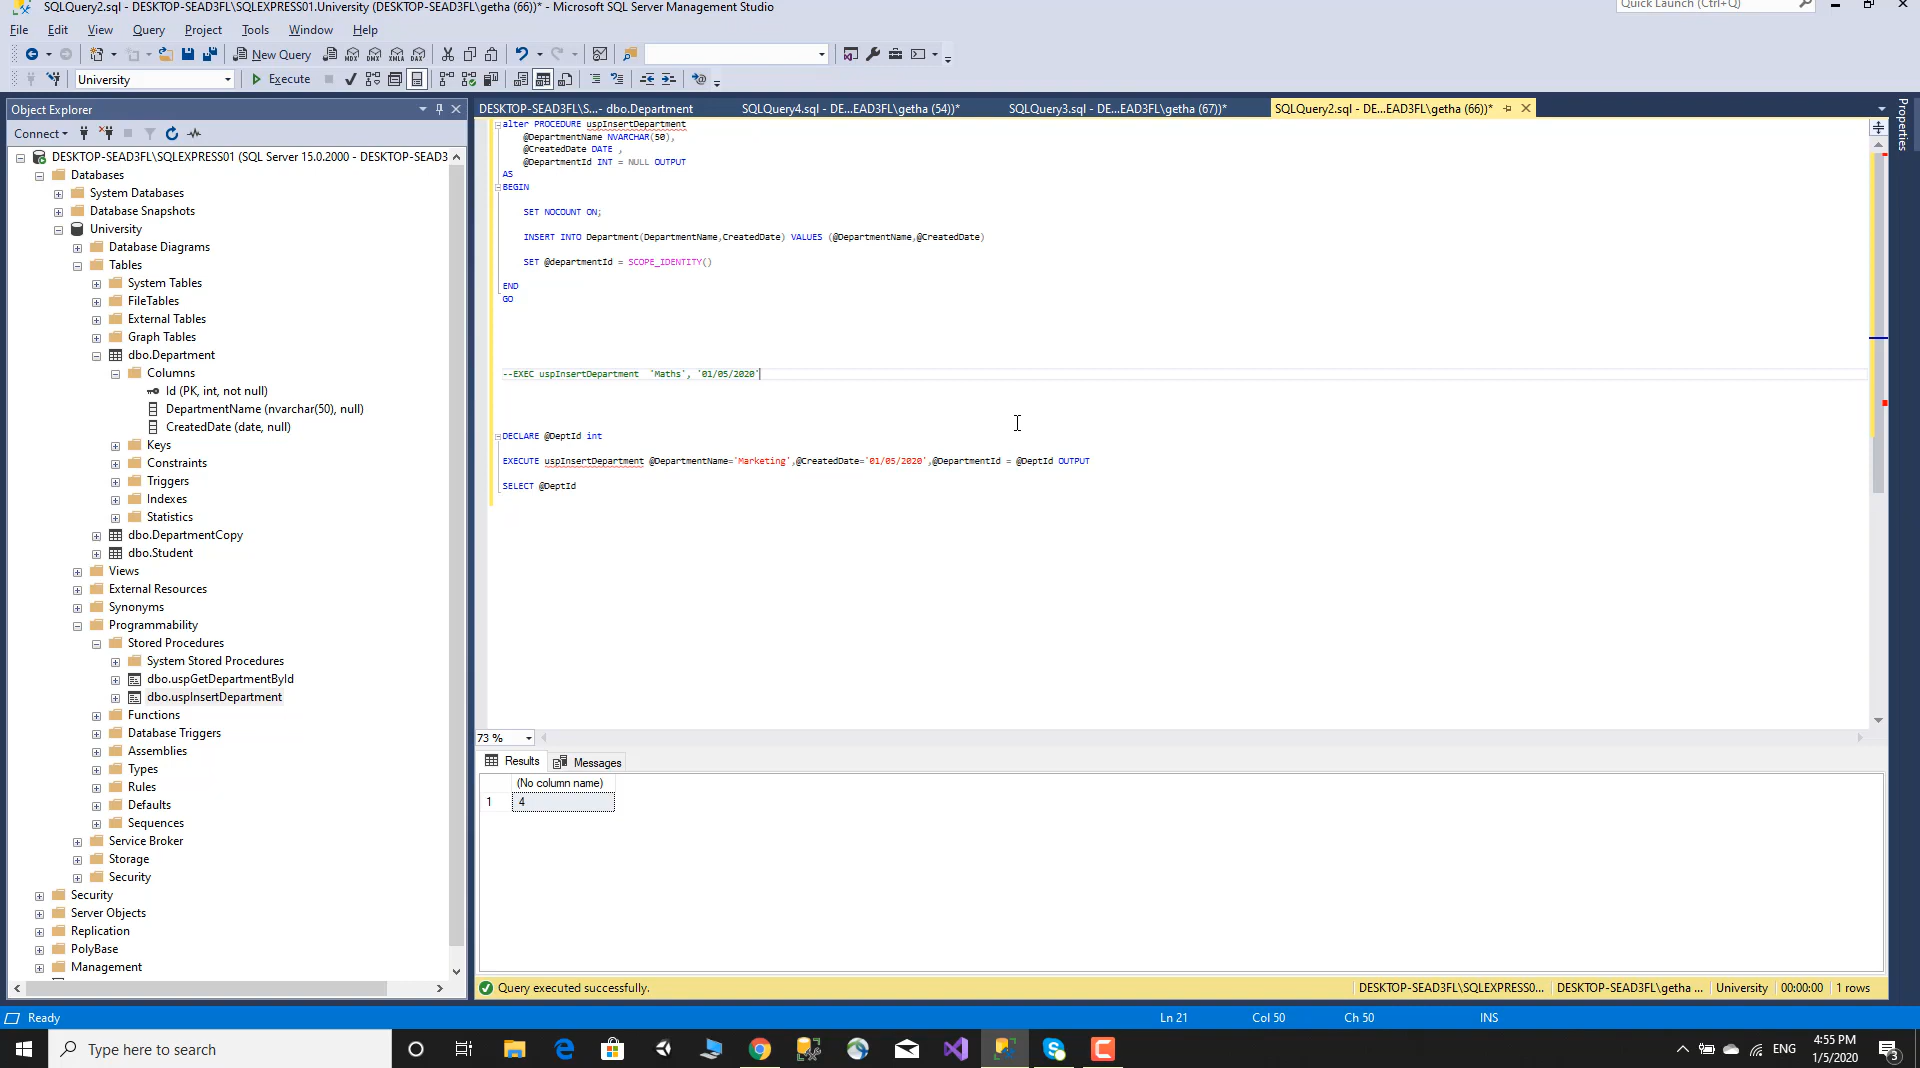 SQLQuery2.sql - DESKTOP-SEAD3FL\SQLEXPRESS01.University (DESKTOP-SEAD3FL\getha (66))* - Microsoft SQL Server Management Studio
Quick Launch (Ctrl+Q)
File Edit View Query Project Tools Window Help
New Query
University Execute
Object Explorer
DESKTOP-SEAD3FL\S...- dbo.Department SQLQuery4.sql - DE...EAD3FL\getha (54))* SQLQuery3.sql - DE...EAD3FL\getha (67))* SQLQuery2.sql - DE...EAD3FL\getha (66))*
Properties
Connect
DESKTOP-SEAD3FL\SQLEXPRESS01 (SQL Server 15.0.2000 - DESKTOP-SEAD3
Databases
System Databases
Database Snapshots
University
Database Diagrams
Tables
System Tables
FileTables
External Tables
Graph Tables
dbo.Department
Columns
Id (PK, int, not null)
DepartmentName (nvarchar(50), null)
CreatedDate (date, null)
Keys
Constraints
Triggers
Indexes
Statistics
dbo.DepartmentCopy
dbo.Student
Views
External Resources
Synonyms
Programmability
Stored Procedures
System Stored Procedures
dbo.uspGetDepartmentById
dbo.uspInsertDepartment
Functions
Database Triggers
Assemblies
Types
Rules
Defaults
Sequences
Service Broker
Storage
Security
Security
Server Objects
Replication
PolyBase
Management
alter PROCEDURE uspInsertDepartment
@DepartmentName NVARCHAR(50),
@CreatedDate DATE ,
@DepartmentId INT = NULL OUTPUT
AS
BEGIN
SET NOCOUNT ON;
INSERT INTO Department(DepartmentName,CreatedDate) VALUES (@DepartmentName,@CreatedDate)
SET @departmentId = SCOPE_IDENTITY()
END
GO
--EXEC uspInsertDepartment 'Maths', '01/05/2020'
DECLARE @DeptId int
EXECUTE uspInsertDepartment @DepartmentName='Marketing',@CreatedDate='01/05/2020',@DepartmentId = @DeptId OUTPUT
SELECT @DeptId
73 %
Results Messages
(No column name)
1 4
Query executed successfully. DESKTOP-SEAD3FL\SQLEXPRESS0... DESKTOP-SEAD3FL\getha ... University 00:00:00 1 rows
Ready Ln 21 Col 50 Ch 50 INS
Type here to search
ENG
4:55 PM
1/5/2020
3